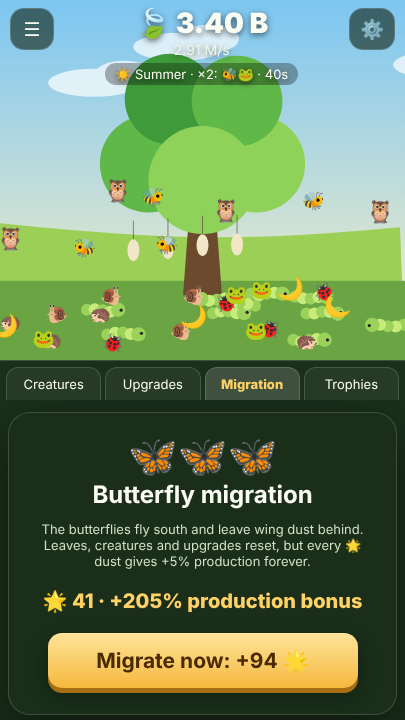 3.40 B
2.91 M/s
Summer · ×2: · 40s
Creatures
Upgrades
Migration
Trophies
Butterfly migration
The butterflies fly south and leave wing dust behind.
Leaves, creatures and upgrades reset, but every 🌟
dust gives +5% production forever.
🌟 41 · +205% production bonus
Migrate now: +94 🌟